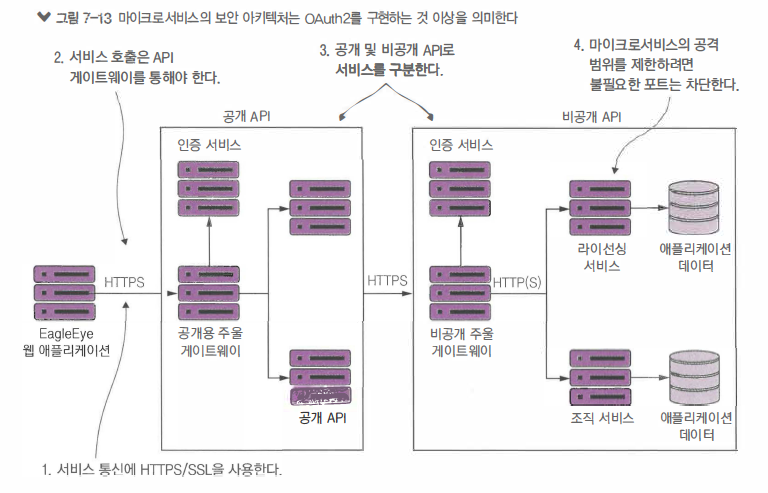 그림 7-13 마이크로서비스의 보안 아키텍처는 OAuth2를 구현하는 것 이상을 의미한다
2. 서비스 호출은 API
게이트웨이를 통해야 한다.
3. 공개 및 비공개 API로
서비스를 구분한다.
4. 마이크로서비스의 공격
범위를 제한하려면
불필요한 포트는 차단한다.
공개 API
비공개 API
인증 서비스
인증 서비스
라이선싱
서비스
애플리케이션
데이터
HTTPS
HTTPS
HTTP(S)
EagleEye
웹 애플리케이션
공개용 주울
게이트웨이
비공개 주울
게이트웨이
공개 API
조직 서비스
애플리케이션
데이터
1. 서비스 통신에 HTTPS/SSL을 사용한다.